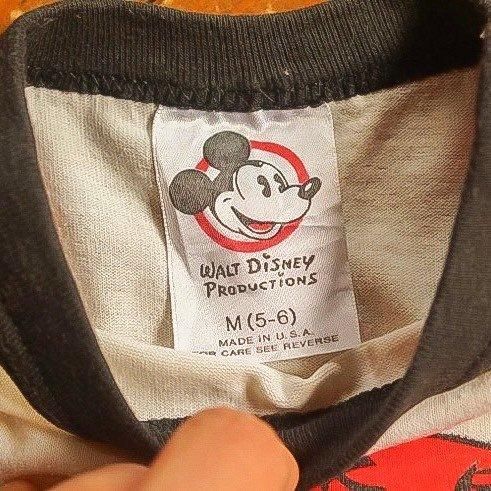 WALT DISNEY
PRODUCTIONS
M (5-6)
MADE IN U.S.A.
FOR CARE SEE REVERSE